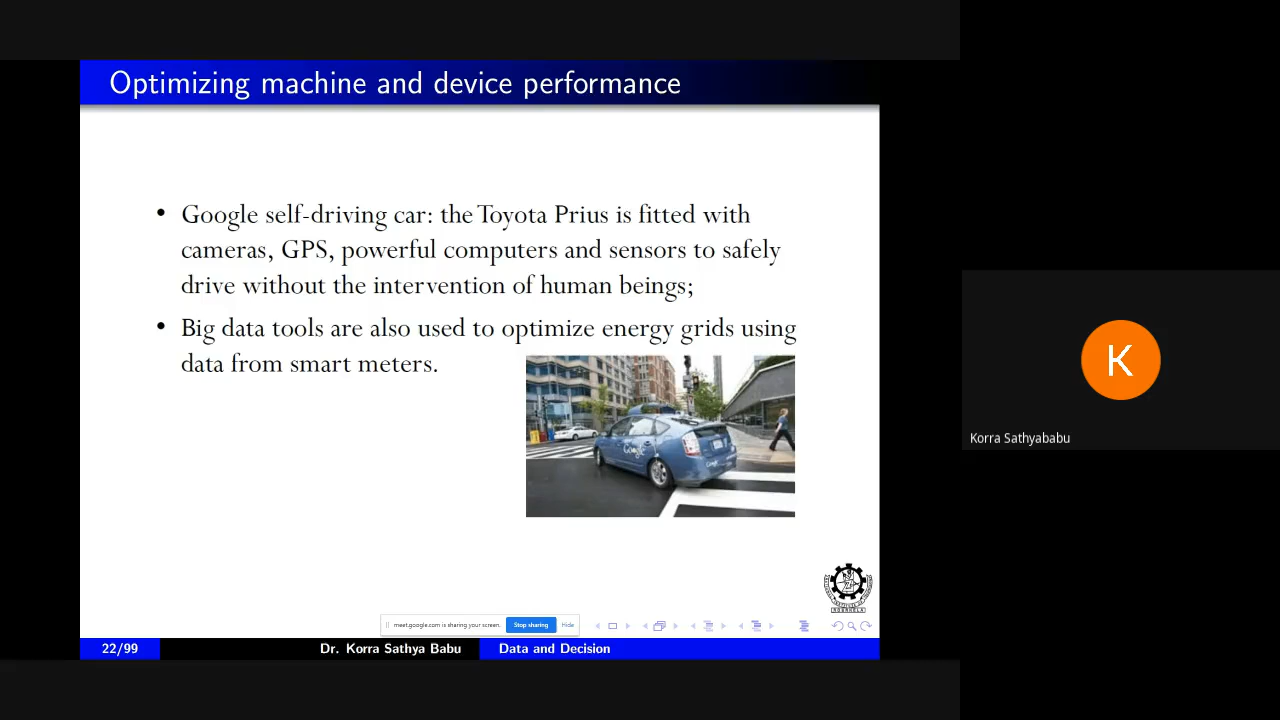 Optimizing machine and device performance
• Google self-driving car: the Toyota Prius is fitted with
cameras, GPS, powerful computers and sensors to safely
drive without the intervention of human beings;
• Big data tools are also used to optimize energy grids using
data from smart meters.
Google
K
Korra Sathyababu
meet.google.com is sharing your screen.
Stop sharing
Hide
22/99
Dr. Korra Sathya Babu
Data and Decision